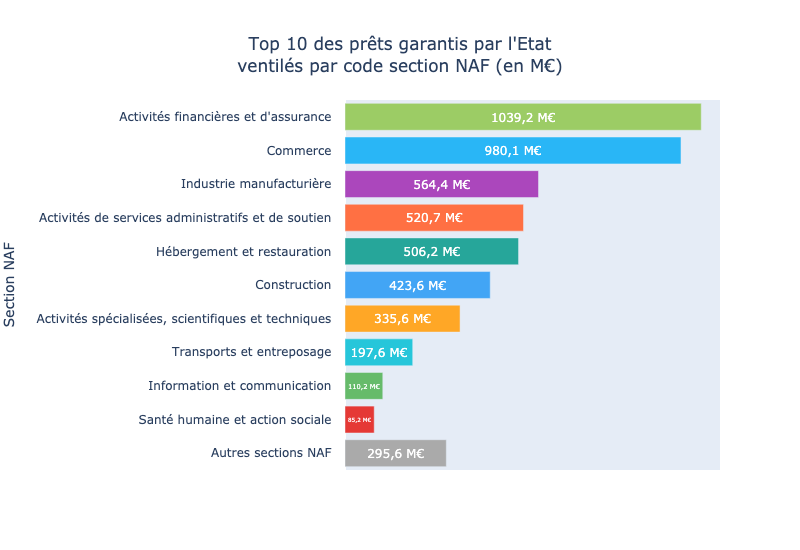 Top 10 des prêts garantis par l'Etat
ventilés par code section NAF (en M€)
Section NAF
Activités financières et d'assurance 1039,2 M€
Commerce 980,1 M€
Industrie manufacturière 564,4 M€
Activités de services administratifs et de soutien 520,7 M€
Hébergement et restauration 506,2 M€
Construction 423,6 M€
Activités spécialisées, scientifiques et techniques 335,6 M€
Transports et entreposage 197,6 M€
Information et communication 110,2 M€
Santé humaine et action sociale 85,2 M€
Autres sections NAF 295,6 M€